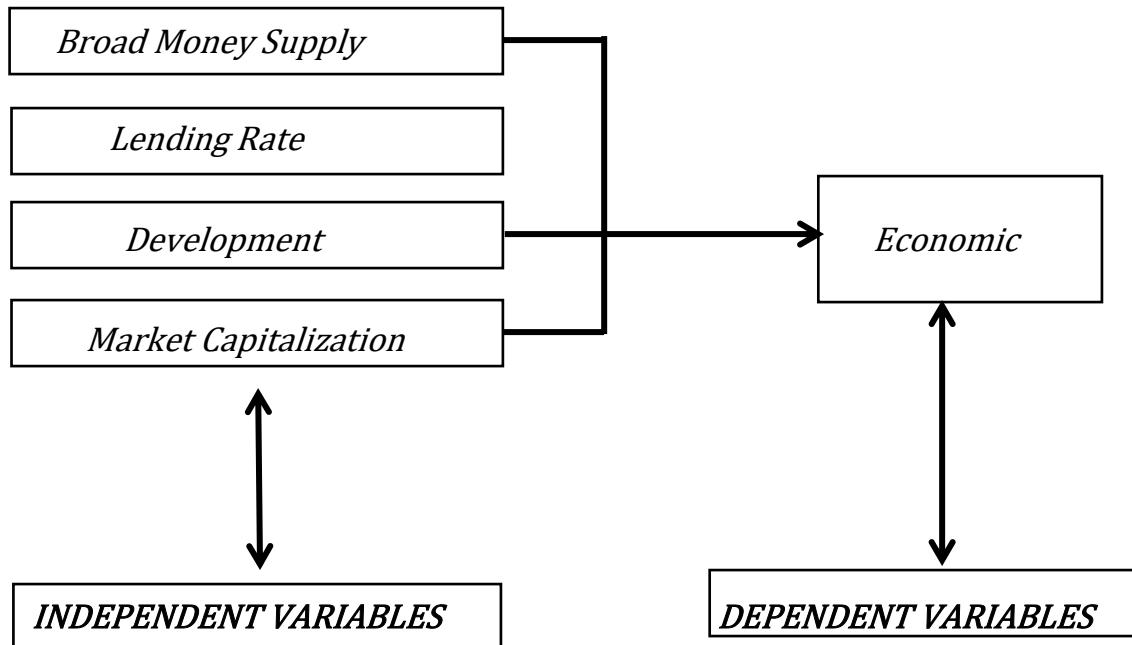 Broad Money Supply
Lending Rate
Development
Economic
Market Capitalization
INDEPENDENT VARIABLES
DEPENDENT VARIABLES